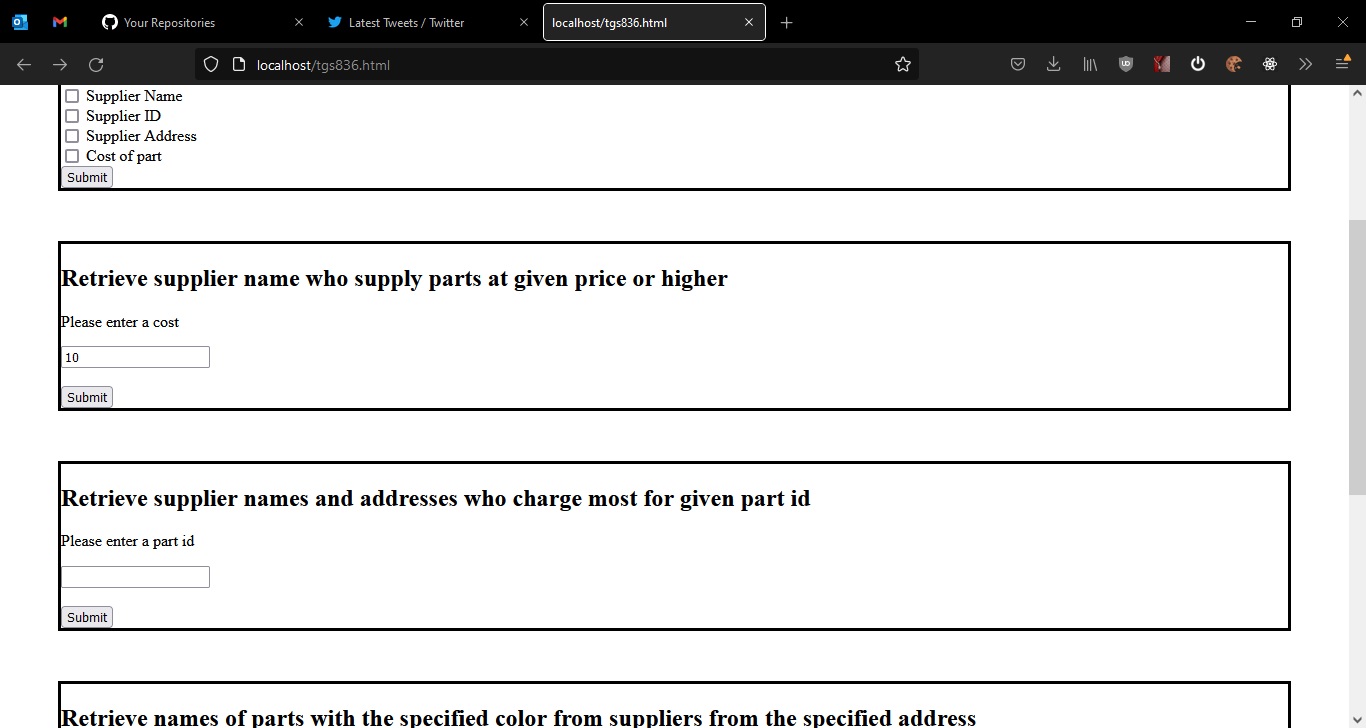 Your Repositories
Latest Tweets / Twitter
localhost/tgs836.html
localhost/tgs836.html
Supplier Name
Supplier ID
Supplier Address
Cost of part
Submit
Retrieve supplier name who supply parts at given price or higher
Please enter a cost
10
Submit
Retrieve supplier names and addresses who charge most for given part id
Please enter a part id
Submit
Retrieve names of parts with the specified color from suppliers from the specified address